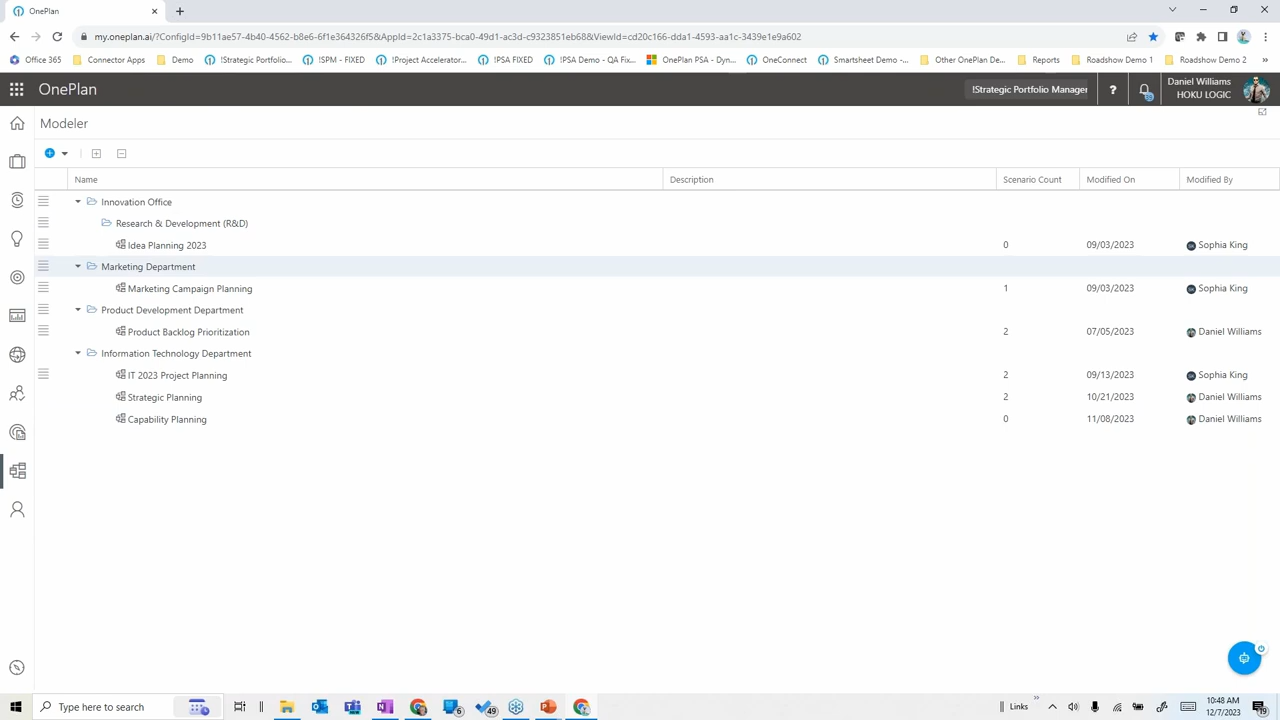 OnePlan
my.oneplan.ai/?ConfigId=9b11ae57-4b40-4562-b8e6-6f1e364326f5&AppId=2c1a3375-bca0-49d1-ac3d-c9323851eb68&ViewId=cd20c166-dda1-4593-aa1c-3439e1e9a602
Office 365 Connector Apps Demo !Strategic Portfolio... !SPM - FIXED !Project Accelerator... !PSA FIXED !PSA Demo - QA Fix... OnePlan PSA - Dyn... OneConnect Smartsheet Demo -... Other OnePlan De... Reports Roadshow Demo 1 Roadshow Demo 2 »
OnePlan !Strategic Portfolio Manager ? Daniel Williams
HOKU LOGIC
Modeler
Name Description Scenario Count Modified On Modified By
Innovation Office
Research & Development (R&D)
Idea Planning 2023 0 09/03/2023 Sophia King
Marketing Department
Marketing Campaign Planning 1 09/03/2023 Sophia King
Product Development Department
Product Backlog Prioritization 2 07/05/2023 Daniel Williams
Information Technology Department
IT 2023 Project Planning 2 09/13/2023 Sophia King
Strategic Planning 2 10/21/2023 Daniel Williams
Capability Planning 0 11/08/2023 Daniel Williams
Type here to search 6 49 Links 10:48 AM
12/7/2023